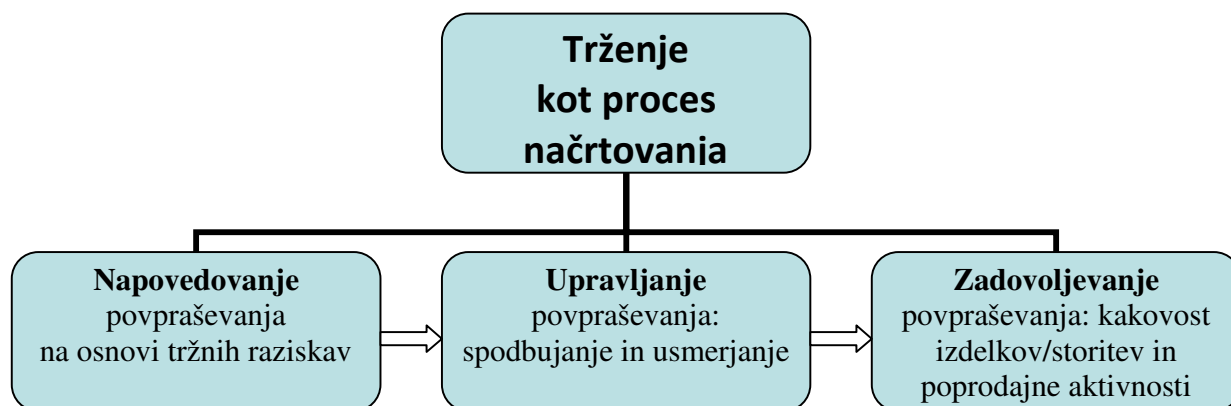 Trženje
kot proces
načrtovanja
Napovedovanje
povpraševanja
na osnovi tržnih raziskav
Upravljanje
povpraševanja:
spodbujanje in usmerjanje
Zadovoljevanje
povpraševanja: kakovost
izdelkov/storitev in
poprodajne aktivnosti